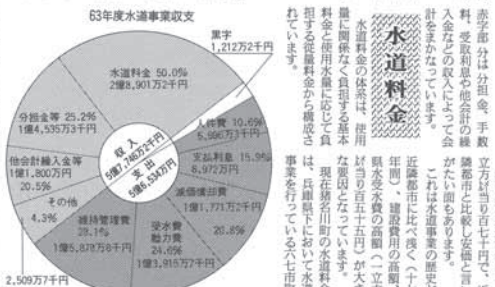 63年度水道事業収支
黒字
1,212万2千円
水道料金 50.0%
2億8,901万2千円
分担金等 25.2%
1億4,535万3千円
他会計繰入金等
1億1,800万円
20.5%
その他
4.3%
2,509万7千円
収入
5億7,746万2千円
支出
5億6,534万円
人件費 10.6%
5,996万3千円
支払利息 15.9%
8,972万円
減価償却費
1億1,771万2千円
20.8%
受水費
動力費
24.6%
1億3,915万7千円
維持管理費
28.1%
1億5,878万8千円
赤字部分は分担金、手数
料、受取利息や他会計の繰
入金などの収入によって会
計をまかなっています。
水道料金
水道料金の体系は、使用
量に関係なく負担する基本
料金と使用水量に応じて負
担する従量料金から構成さ
れています。
立方㍍当り百七十円で、
隣都市と比較し安価と言
がたい面もあります。
これは水道事業の歴史が
近隣都市に比べ浅く(十
年間)、建設費用の高額、
県水受水費の高額(一立
㍍当り百五十五円)が大
な要因となっています。
現在猪名川町の水道料
は、兵庫県下において水
事業を行っている六七市